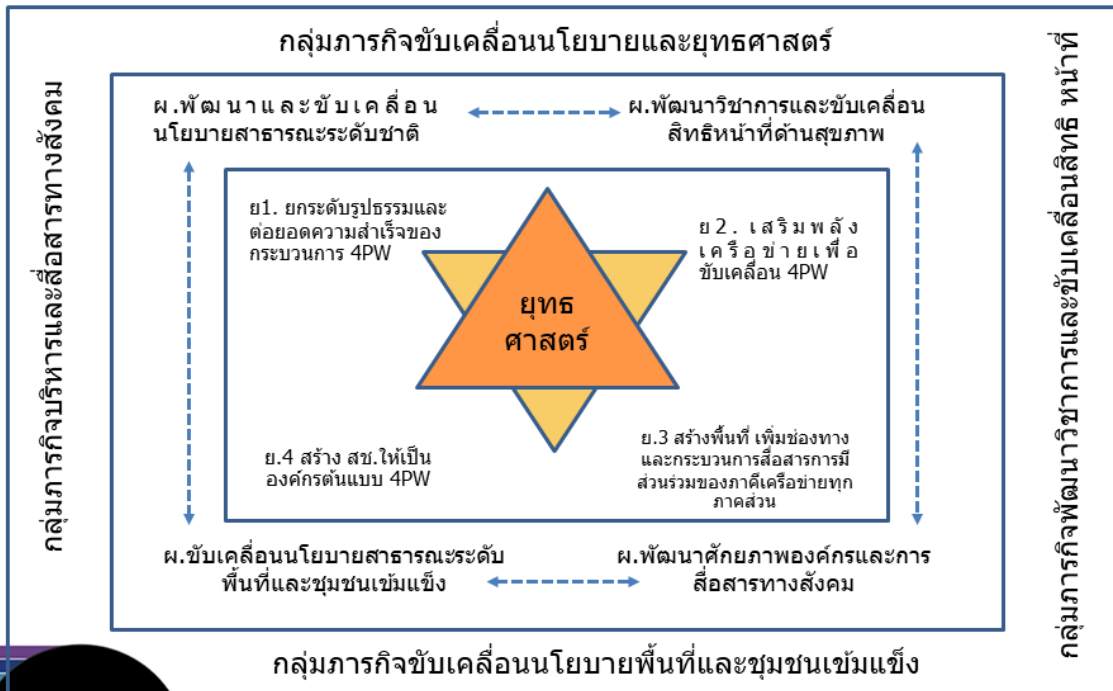 กลุ่มภารกิจขับเคลื่อนนโยบายและยุทธศาสตร์
กลุ่มภารกิจบริหารและสื่อสารทางสังคม
กลุ่มภารกิจพัฒนาวิชาการและขับเคลื่อนสิทธิ หน้าที่
ผ.พัฒนาและขับเคลื่อน
นโยบายสาธารณะระดับชาติ
ผ.พัฒนาวิชาการและขับเคลื่อน
สิทธิหน้าที่ด้านสุขภาพ
ย1. ยกระดับรูปธรรมและ
ต่อยอดความสำเร็จของ
กระบวนการ 4PW
ย2. เสริมพลัง
เครือข่ายเพื่อ
ขับเคลื่อน 4PW
ยุทธ
ศาสตร์
ย.4 สร้าง สช.ให้เป็น
องค์กรต้นแบบ 4PW
ย.3 สร้างพื้นที่ เพิ่มช่องทาง
และกระบวนการสื่อสารการมี
ส่วนร่วมของภาคีเครือข่ายทุก
ภาคส่วน
ผ.ขับเคลื่อนนโยบายสาธารณะระดับ
พื้นที่และชุมชนเข้มแข็ง
ผ.พัฒนาศักยภาพองค์กรและการ
สื่อสารทางสังคม
กลุ่มภารกิจขับเคลื่อนนโยบายพื้นที่และชุมชนเข้มแข็ง